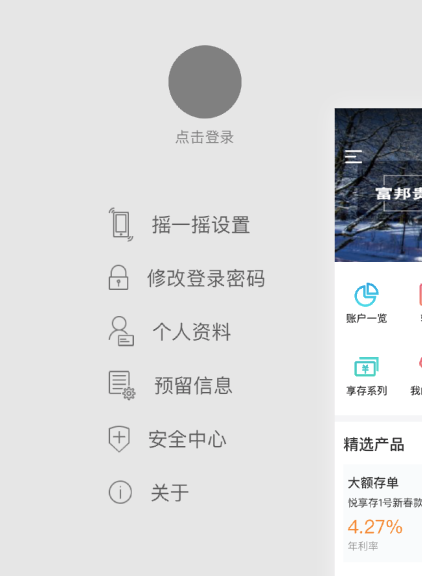 点击登录
摇一摇设置
修改登录密码
个人资料
预留信息
安全中心
关于
富邦贵
账户一览
享存系列
我的
精选产品
大额存单
悦享存1号新春款
4.27%
年利率